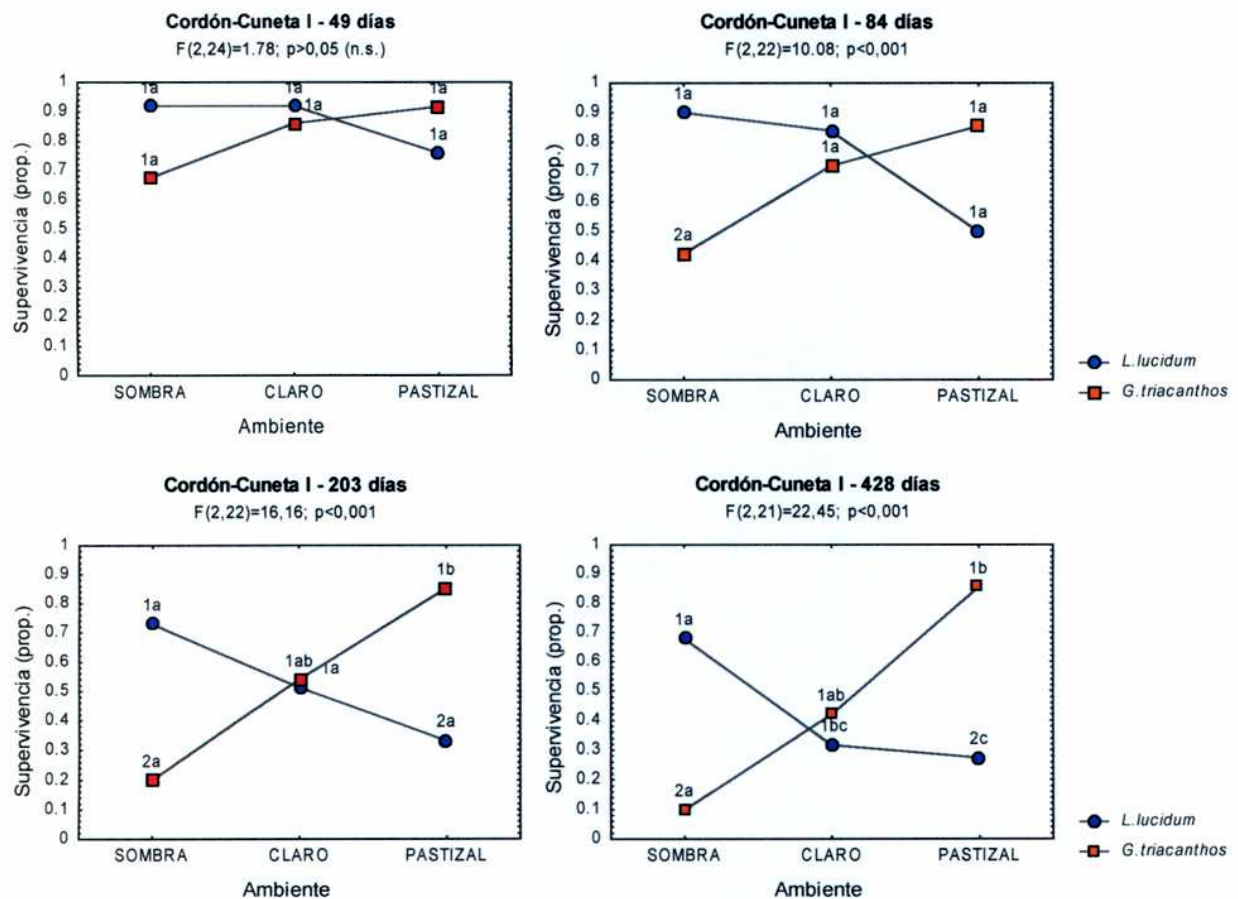 Cordón-Cuneta I - 49 días
F(2,24)=1.78; p>0,05 (n.s.)
1
0.9
0.8
0.7
0.6
0.5
0.4
0.3
0.2
0.1
0
Supervivencia (prop.)
1a
1a
1a
1a
1a
1a
SOMBRA CLARO PASTIZAL
Ambiente
Cordón-Cuneta I - 84 días
F(2,22)=10.08; p<0,001
1
0.9
0.8
0.7
0.6
0.5
0.4
0.3
0.2
0.1
0
Supervivencia (prop.)
1a
1a
1a
1a
2a
1a
SOMBRA CLARO PASTIZAL
Ambiente
L.lucidum
G.triacanthos
Cordón-Cuneta I - 203 días
F(2,22)=16,16; p<0,001
1
0.9
0.8
0.7
0.6
0.5
0.4
0.3
0.2
0.1
0
Supervivencia (prop.)
1b
1a
1ab 1a
2a
2a
SOMBRA CLARO PASTIZAL
Ambiente
Cordón-Cuneta I - 428 días
F(2,21)=22,45; p<0,001
1
0.9
0.8
0.7
0.6
0.5
0.4
0.3
0.2
0.1
0
Supervivencia (prop.)
1b
1a
1ab
1bc
2c
2a
SOMBRA CLARO PASTIZAL
Ambiente
L.lucidum
G.triacanthos